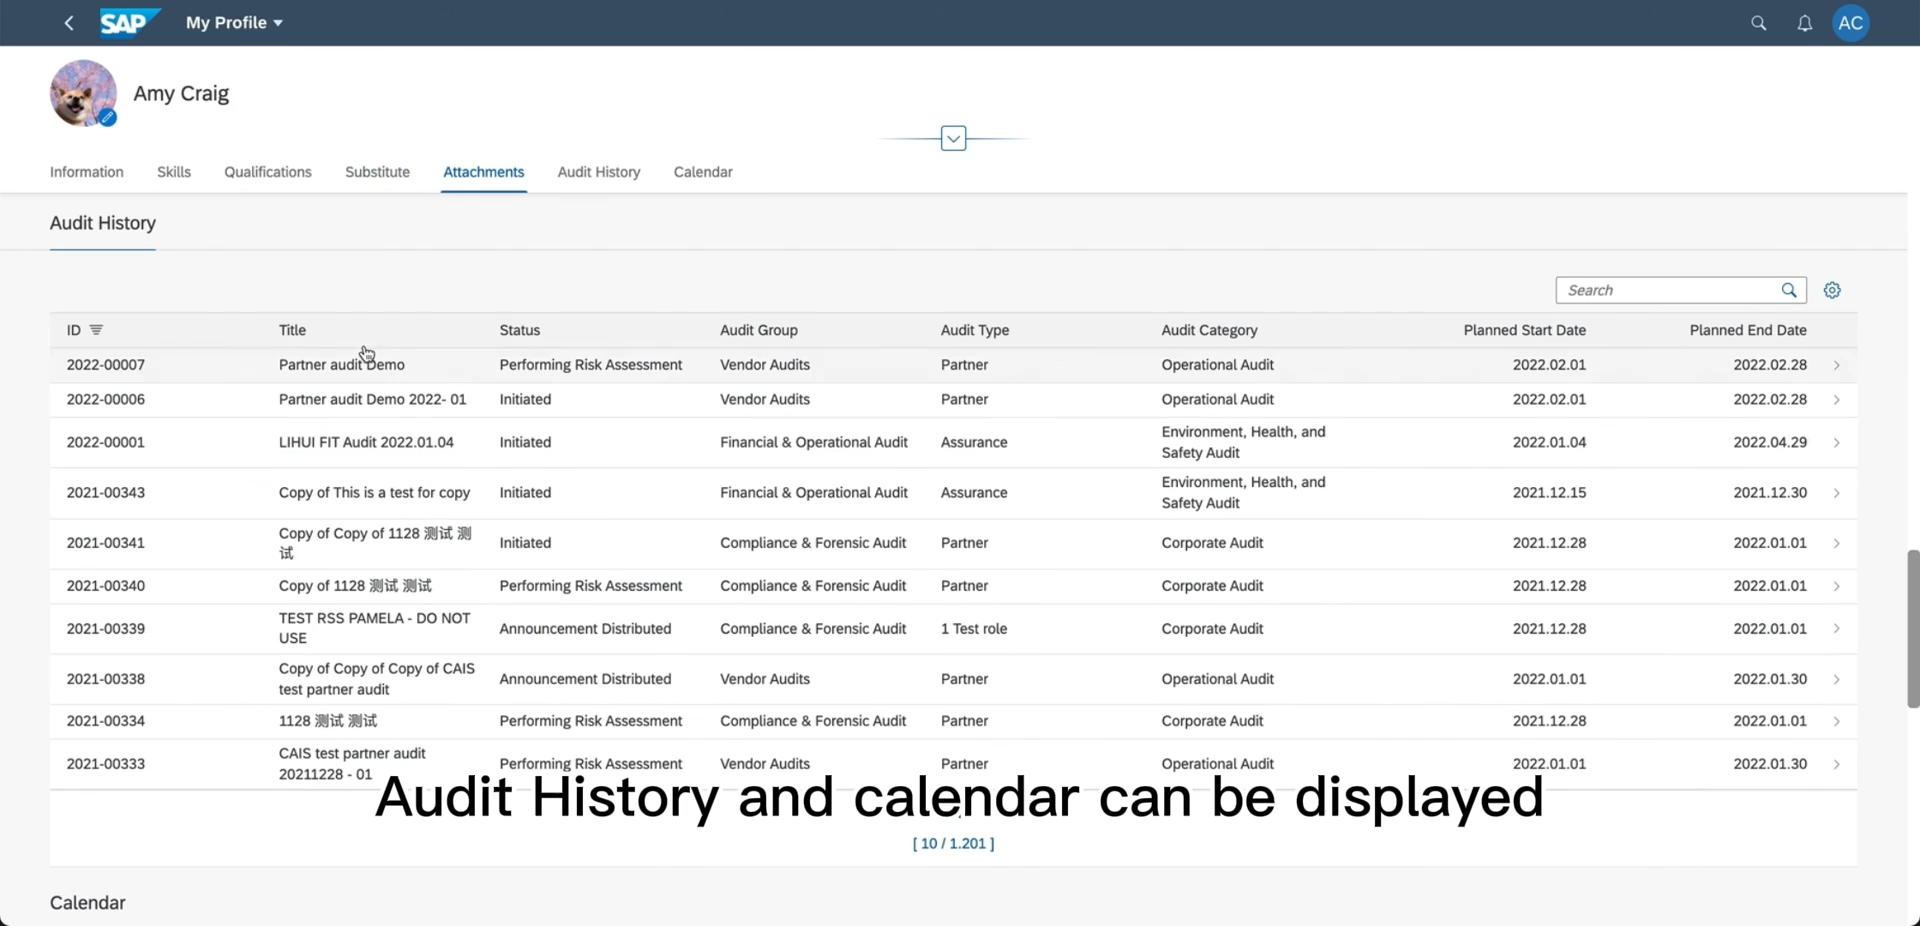 SAP My Profile AC
Amy Craig
Information Skills Qualifications Substitute Attachments Audit History Calendar
Audit History
Search
ID Title Status Audit Group Audit Type Audit Category Planned Start Date Planned End Date
2022-00007 Partner audit Demo Performing Risk Assessment Vendor Audits Partner Operational Audit 2022.02.01 2022.02.28
2022-00006 Partner audit Demo 2022- 01 Initiated Vendor Audits Partner Operational Audit 2022.02.01 2022.02.28
2022-00001 LIHUI FIT Audit 2022.01.04 Initiated Financial & Operational Audit Assurance Environment, Health, and
Safety Audit 2022.01.04 2022.04.29
2021-00343 Copy of This is a test for copy Initiated Financial & Operational Audit Assurance Environment, Health, and
Safety Audit 2021.12.15 2021.12.30
2021-00341 Copy of Copy of 1128 测试 测
试 Initiated Compliance & Forensic Audit Partner Corporate Audit 2021.12.28 2022.01.01
2021-00340 Copy of 1128 测试 测试 Performing Risk Assessment Compliance & Forensic Audit Partner Corporate Audit 2021.12.28 2022.01.01
2021-00339 TEST RSS PAMELA - DO NOT
USE Announcement Distributed Compliance & Forensic Audit 1 Test role Corporate Audit 2021.12.28 2022.01.01
2021-00338 Copy of Copy of Copy of CAIS
test partner audit Announcement Distributed Vendor Audits Partner Operational Audit 2022.01.01 2022.01.30
2021-00334 1128 测试 测试 Performing Risk Assessment Compliance & Forensic Audit Partner Corporate Audit 2021.12.28 2022.01.01
2021-00333 CAIS test partner audit
20211228 - 01 Performing Risk Assessment Vendor Audits Partner Operational Audit 2022.01.01 2022.01.30
Audit History and calendar can be displayed
[ 10 / 1.201 ]
Calendar